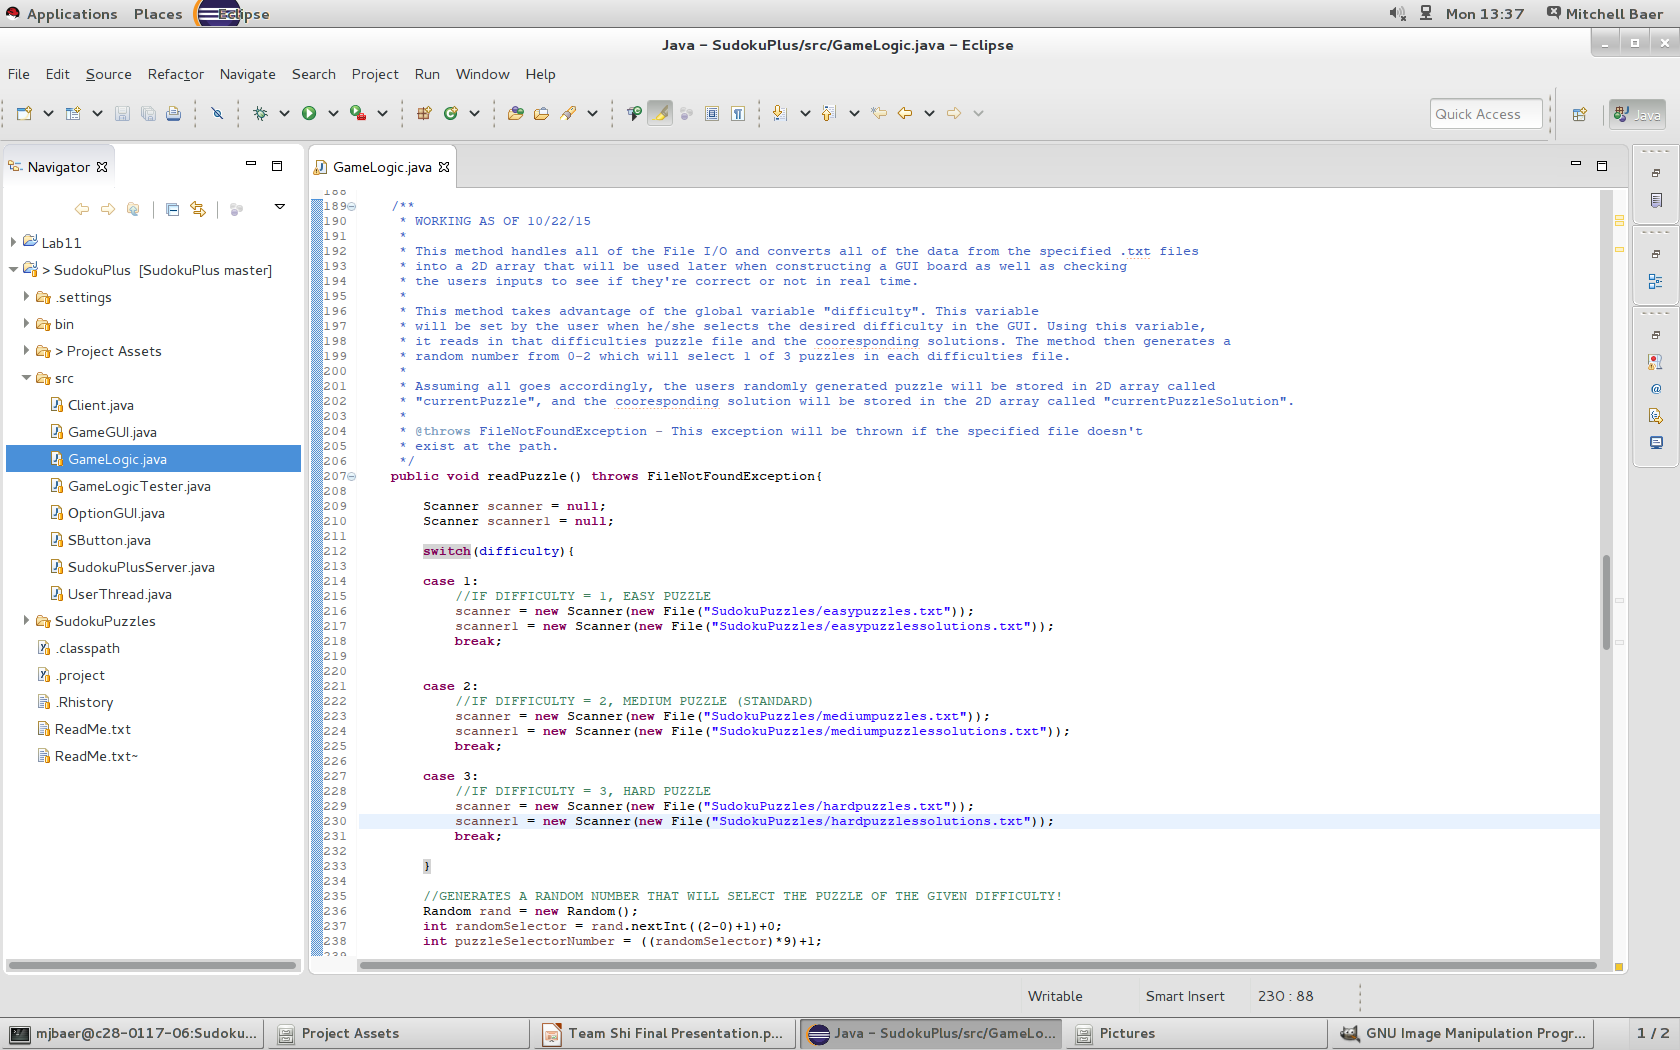 Applications Places Eclipse Mon 13:37 Mitchell Baer
Java - SudokuPlus/src/GameLogic.java - Eclipse
File Edit Source Refactor Navigate Search Project Run Window Help
Quick Access Java
Navigator
GameLogic.java
Lab11
> SudokuPlus [SudokuPlus master]
.settings
bin
> Project Assets
src
Client.java
GameGUI.java
GameLogic.java
GameLogicTester.java
OptionGUI.java
SButton.java
SudokuPlusServer.java
UserThread.java
SudokuPuzzles
.classpath
.project
.Rhistory
ReadMe.txt
ReadMe.txt~
188
189 /**
190 * WORKING AS OF 10/22/15
191 *
192 * This method handles all of the File I/O and converts all of the data from the specified .txt files
193 * into a 2D array that will be used later when constructing a GUI board as well as checking
194 * the users inputs to see if they're correct or not in real time.
195 *
196 * This method takes advantage of the global variable "difficulty". This variable
197 * will be set by the user when he/she selects the desired difficulty in the GUI. Using this variable,
198 * it reads in that difficulties puzzle file and the cooresponding solutions. The method then generates a
199 * random number from 0-2 which will select 1 of 3 puzzles in each difficulties file.
200 *
201 * Assuming all goes accordingly, the users randomly generated puzzle will be stored in 2D array called
202 * "currentPuzzle", and the cooresponding solution will be stored in the 2D array called "currentPuzzleSolution".
203 *
204 * @throws FileNotFoundException - This exception will be thrown if the specified file doesn't
205 * exist at the path.
206 */
207 public void readPuzzle() throws FileNotFoundException{
208
209 Scanner scanner = null;
210 Scanner scanner1 = null;
211
212 switch(difficulty){
213
214 case 1:
215 //IF DIFFICULTY = 1, EASY PUZZLE
216 scanner = new Scanner(new File("SudokuPuzzles/easypuzzles.txt"));
217 scanner1 = new Scanner(new File("SudokuPuzzles/easypuzzlessolutions.txt"));
218 break;
219
220
221 case 2:
222 //IF DIFFICULTY = 2, MEDIUM PUZZLE (STANDARD)
223 scanner = new Scanner(new File("SudokuPuzzles/mediumpuzzles.txt"));
224 scanner1 = new Scanner(new File("SudokuPuzzles/mediumpuzzlessolutions.txt"));
225 break;
226
227 case 3:
228 //IF DIFFICULTY = 3, HARD PUZZLE
229 scanner = new Scanner(new File("SudokuPuzzles/hardpuzzles.txt"));
230 scanner1 = new Scanner(new File("SudokuPuzzles/hardpuzzlessolutions.txt"));
231 break;
232
233 }
234
235 //GENERATES A RANDOM NUMBER THAT WILL SELECT THE PUZZLE OF THE GIVEN DIFFICULTY!
236 Random rand = new Random();
237 int randomSelector = rand.nextInt((2-0)+1)+0;
238 int puzzleSelectorNumber = ((randomSelector)*9)+1;
239
Writable Smart Insert 230 : 88
mjbaer@c28-0117-06:Sudoku... Project Assets Team Shi Final Presentation.p... Java - SudokuPlus/src/GameLo... Pictures GNU Image Manipulation Progr... 1 / 2